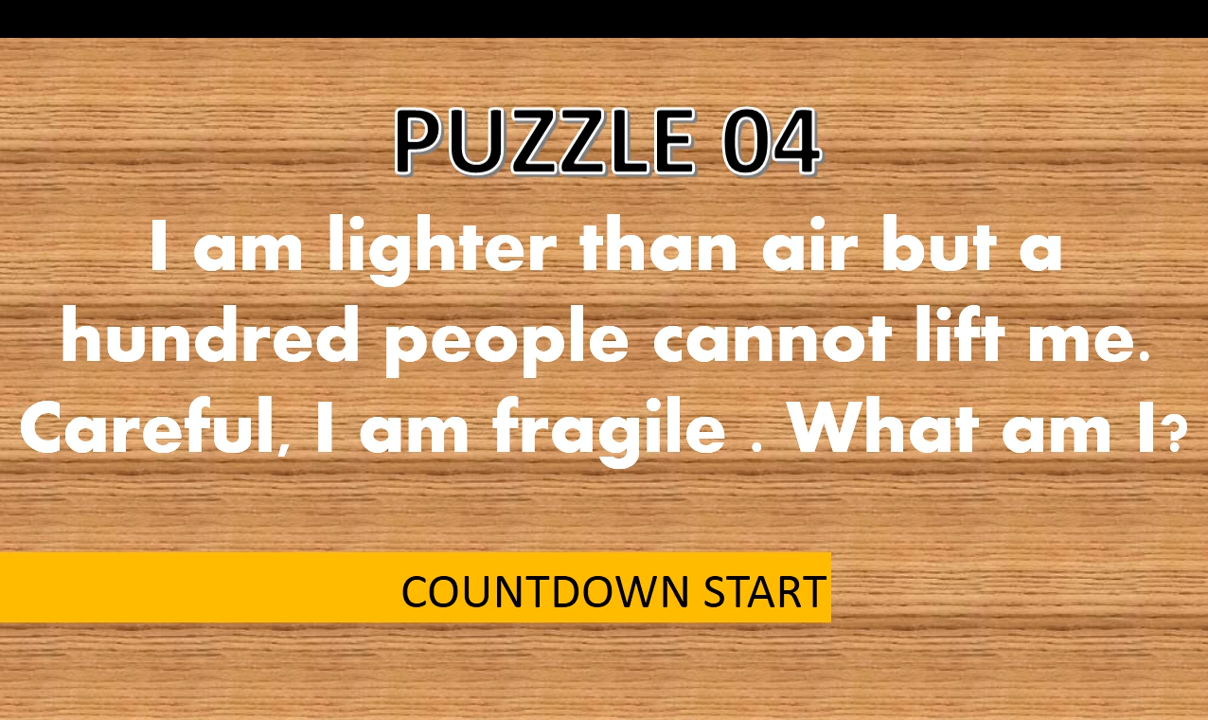 PUZZLE 04
I am lighter than air but a
hundred people cannot lift me.
Careful, I am fragile . What am I?
COUNTDOWN START